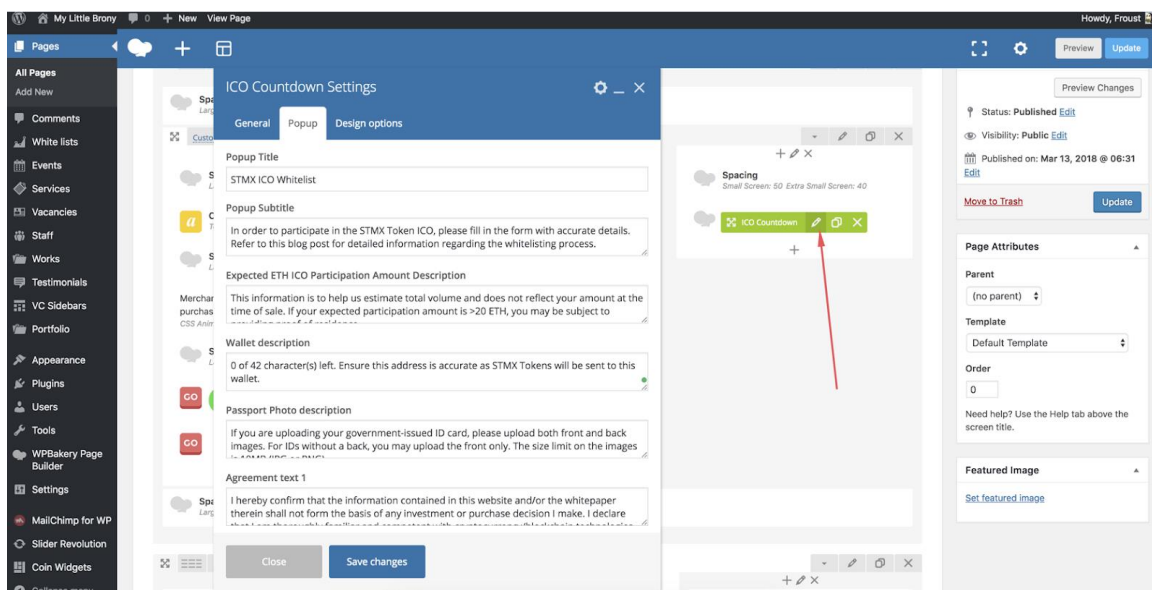 My Little Brony 0 New View Page Howdy, Froust
Pages
All Pages
Add New
Comments
White lists
Events
Services
Vacancies
Staff
Works
Testimonials
VC Sidebars
Portfolio
Appearance
Plugins
Users
Tools
WPBakery Page
Builder
Settings
MailChimp for WP
Slider Revolution
Coin Widgets
Preview Update
ICO Countdown Settings
General Popup Design options
Popup Title
STMX ICO Whitelist
Popup Subtitle
In order to participate in the STMX Token ICO, please fill in the form with accurate details.
Refer to this blog post for detailed information regarding the whitelisting process.
Expected ETH ICO Participation Amount Description
This information is to help us estimate total volume and does not reflect your amount at the
time of sale. If your expected participation amount is >20 ETH, you may be subject to
Wallet description
0 of 42 character(s) left. Ensure this address is accurate as STMX Tokens will be sent to this
wallet.
Passport Photo description
If you are uploading your government-issued ID card, please upload both front and back
images. For IDs without a back, you may upload the front only. The size limit on the images
Agreement text 1
I hereby confirm that the information contained in this website and/or the whitepaper
therein shall not form the basis of any investment or purchase decision I make. I declare
Close Save changes
Spa
Larg
Custo
a
Merchar
purchas
CSS Anim
GO
GO
Spa
Larg
Spacing
Small Screen: 50 Extra Small Screen: 40
ICO Countdown
Preview Changes
Status: Published Edit
Visibility: Public Edit
Published on: Mar 13, 2018 @ 06:31
Edit
Move to Trash Update
Page Attributes
Parent
(no parent)
Template
Default Template
Order
0
Need help? Use the Help tab above the
screen title.
Featured Image
Set featured image